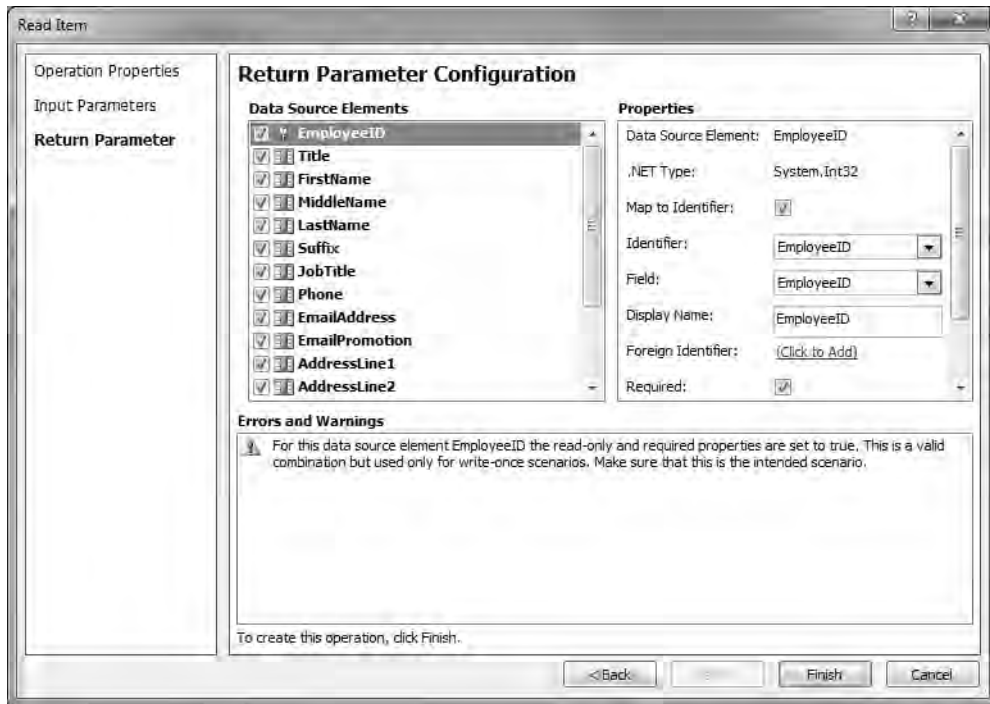 Read Item
Operation Properties
Input Parameters
Return Parameter
Return Parameter Configuration
Data Source Elements
EmployeeID
Title
FirstName
MiddleName
LastName
Suffix
JobTitle
Phone
EmailAddress
EmailPromotion
AddressLine1
AddressLine2
Properties
Data Source Element: EmployeeID
.NET Type: System.Int32
Map to Identifier:
Identifier: EmployeeID
Field: EmployeeID
Display Name: EmployeeID
Foreign Identifier: (Click to Add)
Required:
Errors and Warnings
For this data source element EmployeeID the read-only and required properties are set to true. This is a valid
combination but used only for write-once scenarios. Make sure that this is the intended scenario.
To create this operation, click Finish.
<Back Finish Cancel